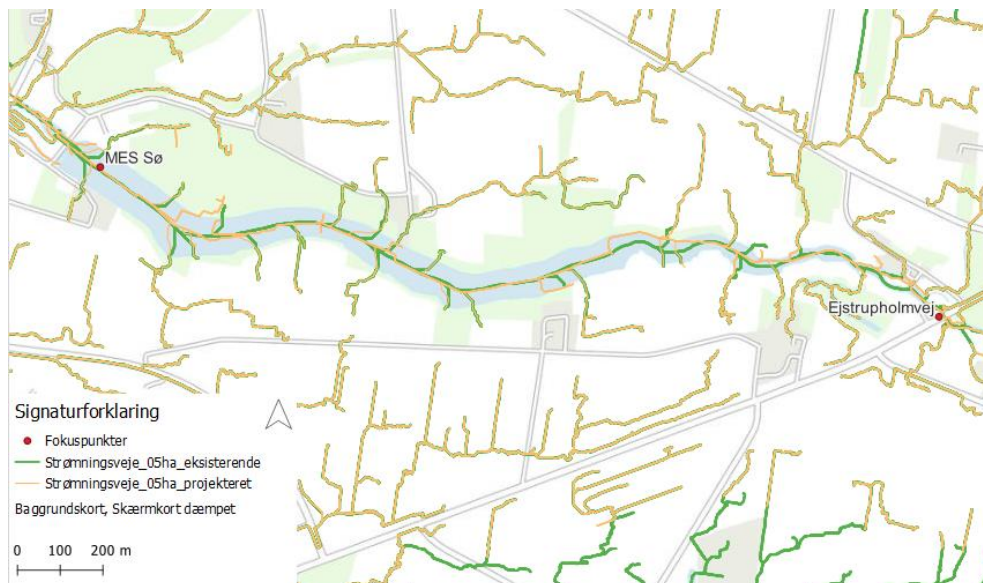 MES Sø
Ejstrupholmvej
Signaturforklaring
Fokuspunkter
Strømningsveje_05ha_eksisterende
Strømningsveje_05ha_projekteret
Baggrundskort, Skærmkort dæmpet
0 100 200 m